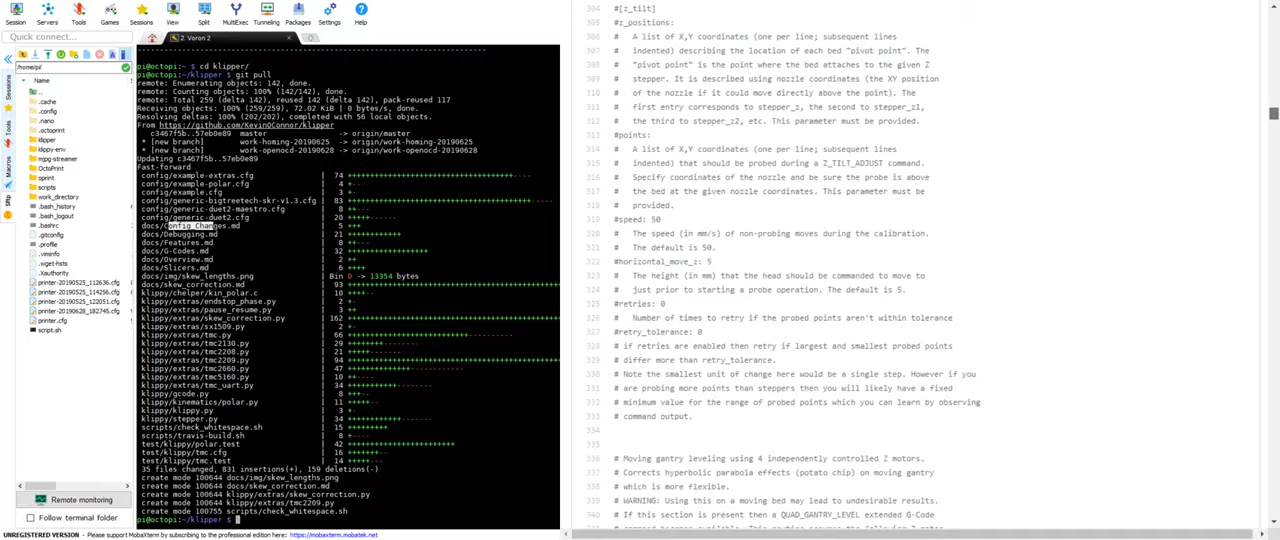 Session
Servers
Tools
Games
Sessions
View
Split
MultiExec
Tunneling
Packages
Settings
Help
Quick connect...
2. Voron 2
/home/pi/
Name
..
.cache
.config
.nano
.octoprint
klipper
klippy-env
mjpg-streamer
OctoPrint
oprint
scripts
work_directory
.bash_history
.bash_logout
.bashrc
.gitconfig
.profile
.viminfo
.wget-hsts
.Xauthority
printer-20190525_112636.cfg
printer-20190525_114256.cfg
printer-20190525_122051.cfg
printer-20190628_182745.cfg
printer.cfg
script.sh
Sessions
Tools
Macros
Sftp
Remote monitoring
Follow terminal folder
pi@octopi:~ $ cd klipper/
pi@octopi:~/klipper $ git pull
remote: Enumerating objects: 142, done.
remote: Counting objects: 100% (142/142), done.
remote: Total 259 (delta 142), reused 142 (delta 142), pack-reused 117
Receiving objects: 100% (259/259), 72.02 KiB | 0 bytes/s, done.
Resolving deltas: 100% (202/202), completed with 56 local objects.
From https://github.com/KevinOConnor/klipper
c3467f5b..57eb0e89 master -> origin/master
* [new branch] work-homing-20190625 -> origin/work-homing-20190625
* [new branch] work-openocd-20190628 -> origin/work-openocd-20190628
Updating c3467f5b..57eb0e89
Fast-forward
config/example-extras.cfg | 74
config/example-polar.cfg | 4
config/example.cfg | 3
config/generic-bigtreetech-skr-v1.3.cfg | 83
config/generic-duet2-maestro.cfg | 8
config/generic-duet2.cfg | 20
docs/Config_Changes.md | 5 +++
docs/Debugging.md | 21
docs/Features.md | 8
docs/G-Codes.md | 32
docs/Overview.md | 2
docs/Slicers.md | 6
docs/img/skew_lengths.png | Bin 0 -> 13354 bytes
docs/skew_correction.md | 93
klippy/chelper/kin_polar.c | 10
klippy/extras/endstop_phase.py | 2
klippy/extras/pause_resume.py | 3
klippy/extras/skew_correction.py | 162
klippy/extras/sx1509.py | 2
klippy/extras/tmc.py | 66
klippy/extras/tmc2130.py | 29
klippy/extras/tmc2208.py | 21
klippy/extras/tmc2209.py | 94
klippy/extras/tmc2660.py | 47
klippy/extras/tmc5160.py | 10
klippy/extras/tmc_uart.py | 34
klippy/gcode.py | 8
klippy/kinematics/polar.py | 11
klippy/klippy.py | 3
klippy/stepper.py | 34
scripts/check_whitespace.sh | 15
scripts/travis-build.sh | 8
test/klippy/polar.test | 42
test/klippy/tmc.cfg | 16
test/klippy/tmc.test | 14
35 files changed, 831 insertions(+), 159 deletions(-)
create mode 100644 docs/img/skew_lengths.png
create mode 100644 docs/skew_correction.md
create mode 100644 klippy/extras/skew_correction.py
create mode 100644 klippy/extras/tmc2209.py
create mode 100755 scripts/check_whitespace.sh
pi@octopi:~/klipper $
304 #[z_tilt]
305 #z_positions:
306 # A list of X,Y coordinates (one per line; subsequent lines
307 # indented) describing the location of each bed "pivot point". The
308 # "pivot point" is the point where the bed attaches to the given Z
309 # stepper. It is described using nozzle coordinates (the XY position
310 # of the nozzle if it could move directly above the point). The
311 # first entry corresponds to stepper_z, the second to stepper_z1,
312 # the third to stepper_z2, etc. This parameter must be provided.
313 #points:
314 # A list of X,Y coordinates (one per line; subsequent lines
315 # indented) that should be probed during a Z_TILT_ADJUST command.
316 # Specify coordinates of the nozzle and be sure the probe is above
317 # the bed at the given nozzle coordinates. This parameter must be
318 # provided.
319 #speed: 50
320 # The speed (in mm/s) of non-probing moves during the calibration.
321 # The default is 50.
322 #horizontal_move_z: 5
323 # The height (in mm) that the head should be commanded to move to
324 # just prior to starting a probe operation. The default is 5.
325 #retries: 0
326 # Number of times to retry if the probed points aren't within tolerance
327 #retry_tolerance: 0
328 # if retries are enabled then retry if largest and smallest probed points
329 # differ more than retry_tolerance.
330 # Note the smallest unit of change here would be a single step. However if you
331 # are probing more points than steppers then you will likely have a fixed
332 # minimum value for the range of probed points which you can learn by observing
333 # command output.
334
335
336 # Moving gantry leveling using 4 independently controlled Z motors.
337 # Corrects hyperbolic parabola effects (potato chip) on moving gantry
338 # which is more flexible.
339 # WARNING: Using this on a moving bed may lead to undesirable results.
340 # If this section is present then a QUAD_GANTRY_LEVEL extended G-Code
UNREGISTERED VERSION - Please support MobaXterm by subscribing to the professional edition here: https://mobaxterm.mobatek.net